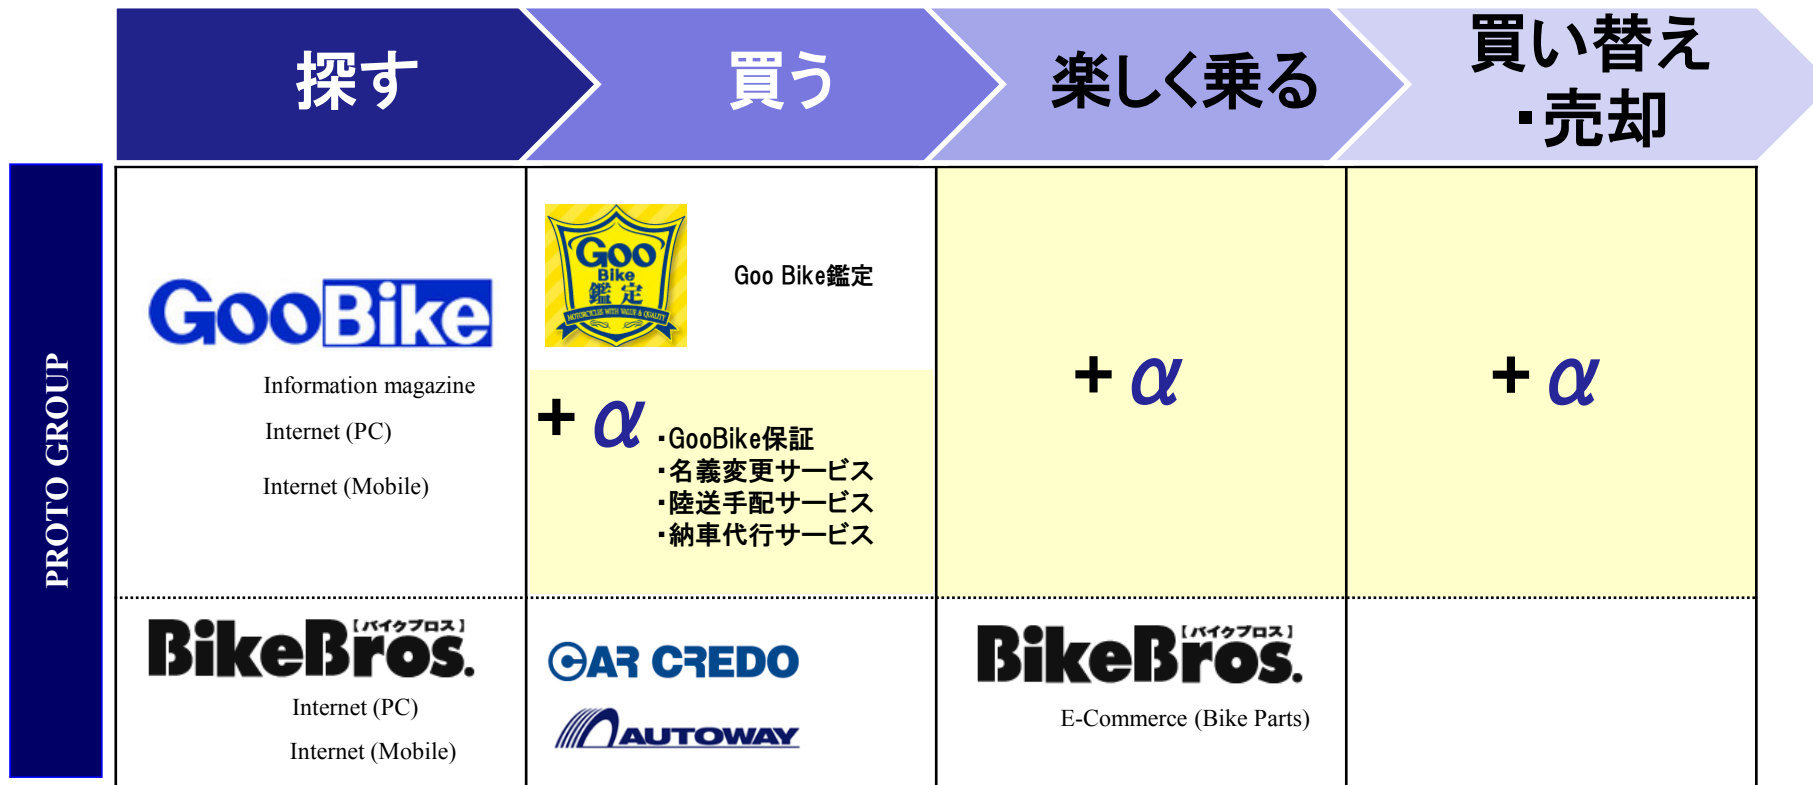 探す
買う
楽しく乗る
買い替え
・売却
PROTO GROUP
GooBike
Information magazine
Internet (PC)
Internet (Mobile)
Goo
Bike
鑑定
MOTORCYCLES WITH VALUE & QUALITY
Goo Bike鑑定
+ α
・GooBike保証
・名義変更サービス
・陸送手配サービス
・納車代行サービス
+ α
+ α
【バイクブロス】
BikeBros.
Internet (PC)
Internet (Mobile)
CAR CREDO
AUTOWAY
【バイクブロス】
BikeBros.
E-Commerce (Bike Parts)